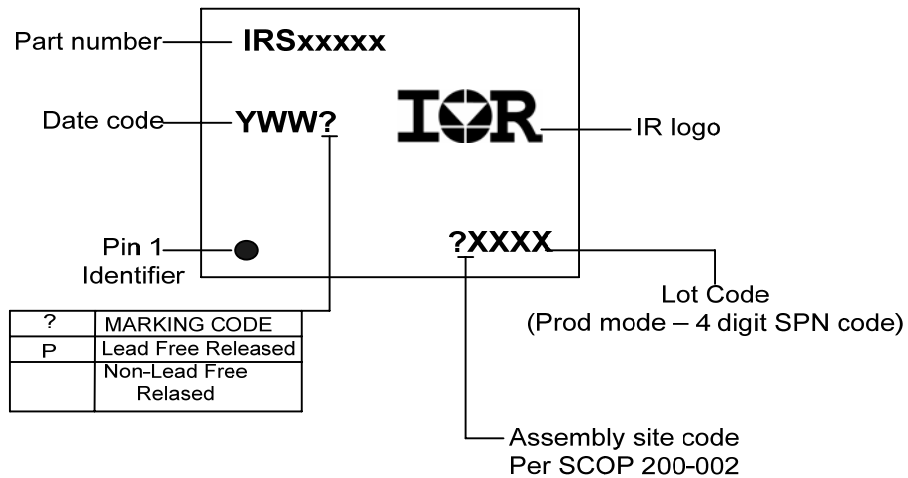 Part number
IRSxxxxx
Date code
YWW?
IOR
IR logo
Pin 1
Identifier
?XXXX
Lot Code
(Prod mode – 4 digit SPN code)
? MARKING CODE
P Lead Free Released
Non-Lead Free
Relased
Assembly site code
Per SCOP 200-002